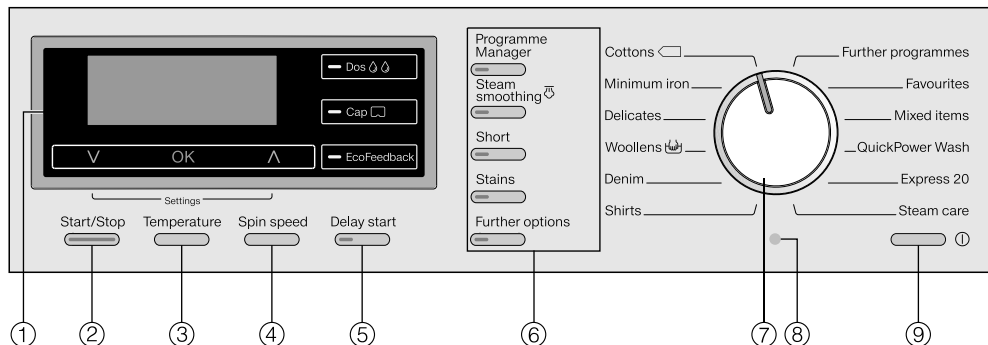 Dos
Cap
EcoFeedback
OK
Settings
Start/Stop
Temperature
Spin speed
Delay start
Programme
Manager
Steam
smoothing
Short
Stains
Further options
Cottons
Minimum iron
Delicates
Woollens
Denim
Shirts
Further programmes
Favourites
Mixed items
QuickPower Wash
Express 20
Steam care
① ② ③ ④ ⑤ ⑥ ⑦ ⑧ ⑨